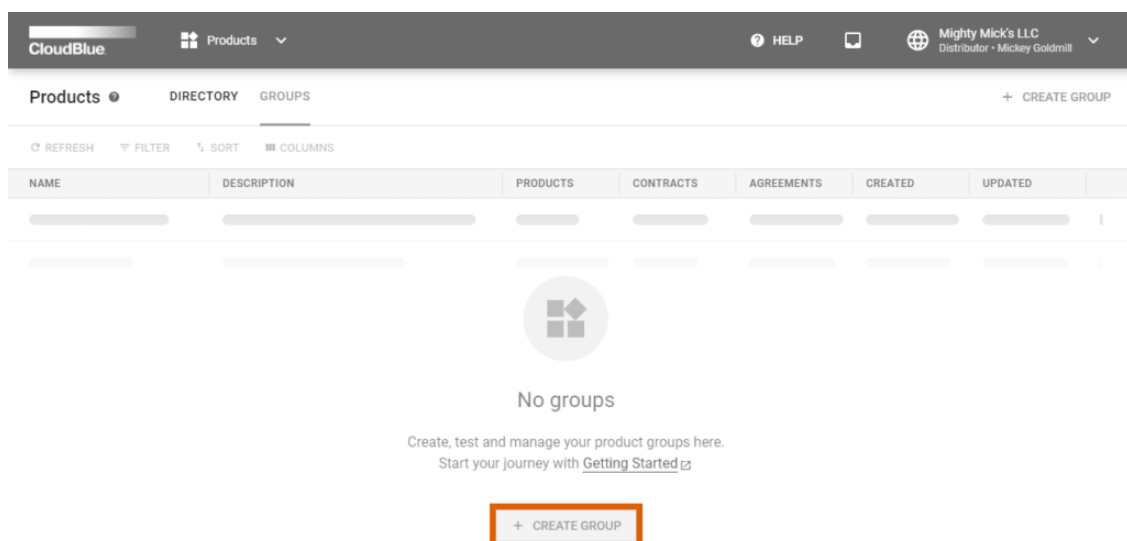 CloudBlue
Products
HELP
Mighty Mick's LLC
Distributor • Mickey Goldmill
Products
DIRECTORY
GROUPS
+ CREATE GROUP
REFRESH
FILTER
SORT
COLUMNS
NAME
DESCRIPTION
PRODUCTS
CONTRACTS
AGREEMENTS
CREATED
UPDATED
No groups
Create, test and manage your product groups here.
Start your journey with Getting Started
+ CREATE GROUP